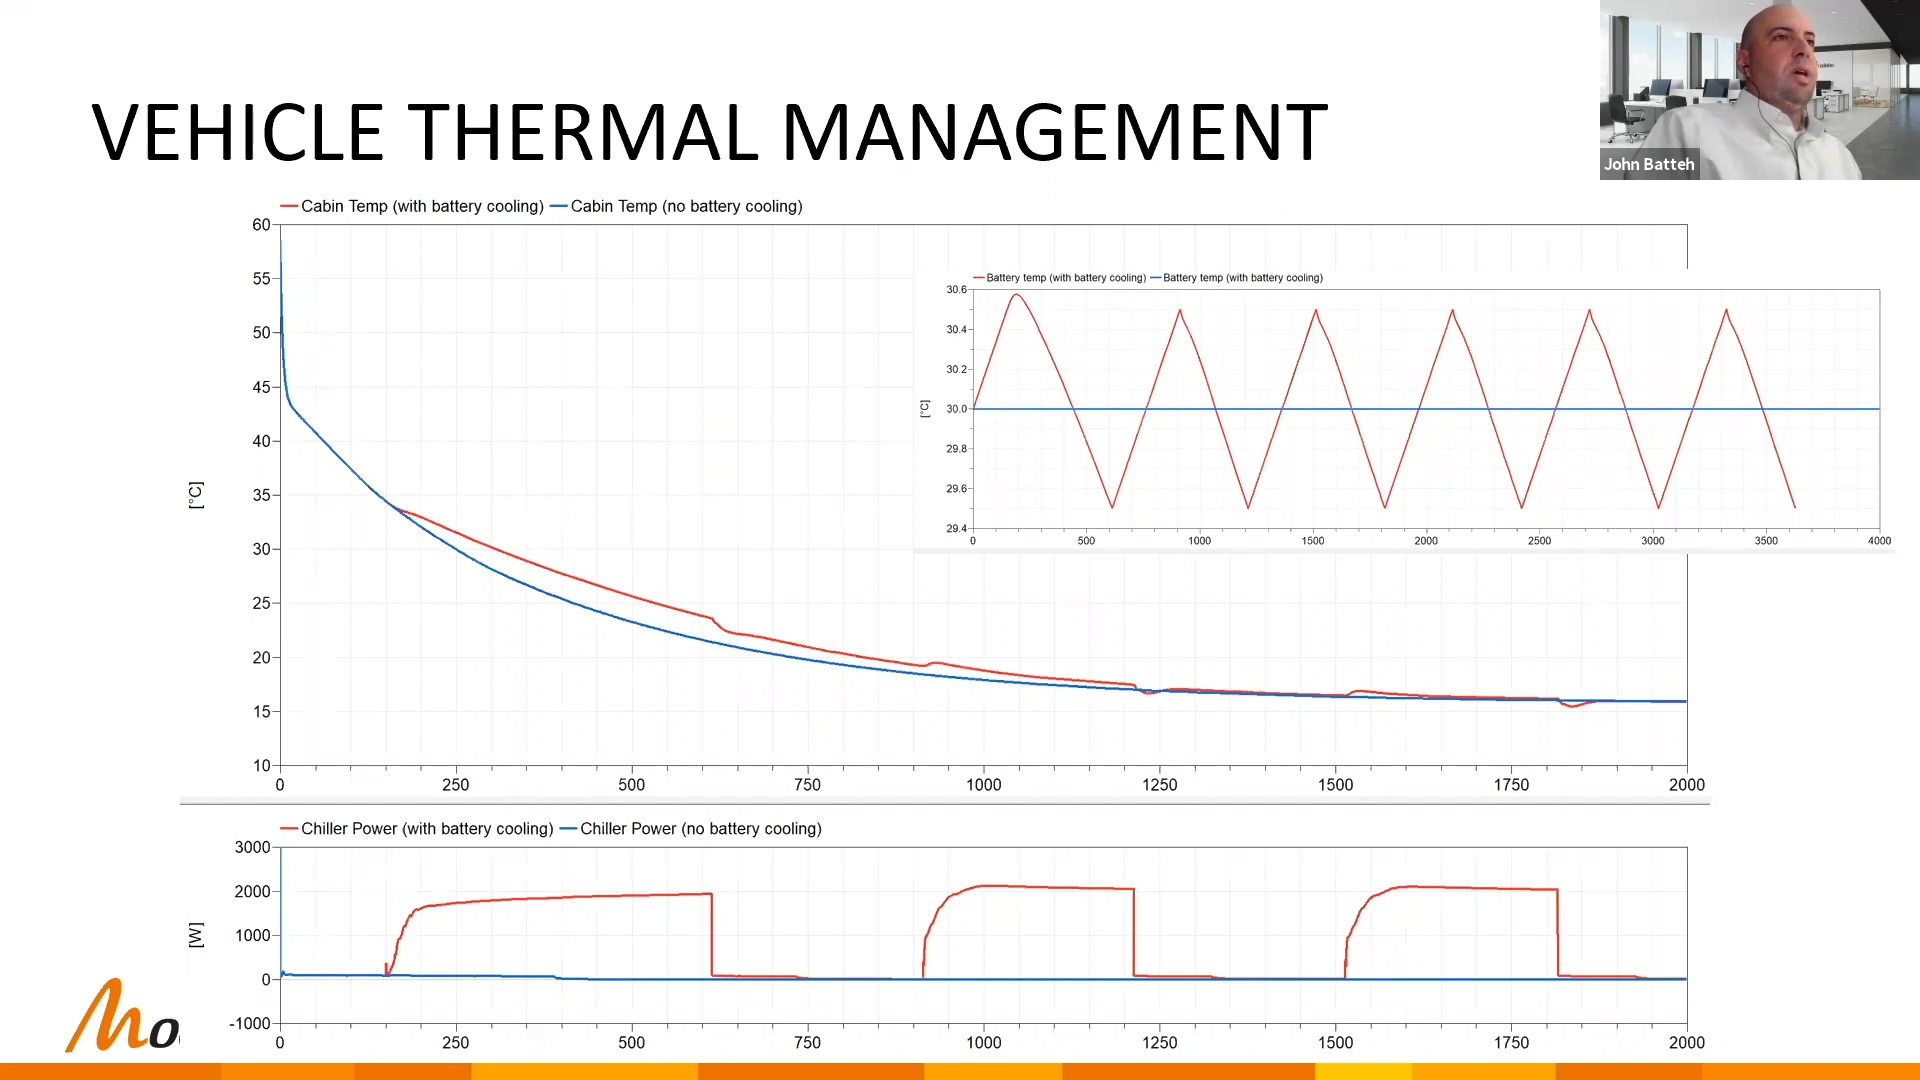 VEHICLE THERMAL MANAGEMENT
John Batteh
Cabin Temp (with battery cooling) Cabin Temp (no battery cooling)
60
55
50
45
40
35
30
25
20
15
10
[°C]
0 250 500 750 1000 1250 1500 1750 2000
Battery temp (with battery cooling) Battery temp (with battery cooling)
30.6
30.4
30.2
30.0
29.8
29.6
29.4
[°C]
0 500 1000 1500 2000 2500 3000 3500 4000
Chiller Power (with battery cooling) Chiller Power (no battery cooling)
3000
2000
1000
0
-1000
[W]
0 250 500 750 1000 1250 1500 1750 2000
Mo